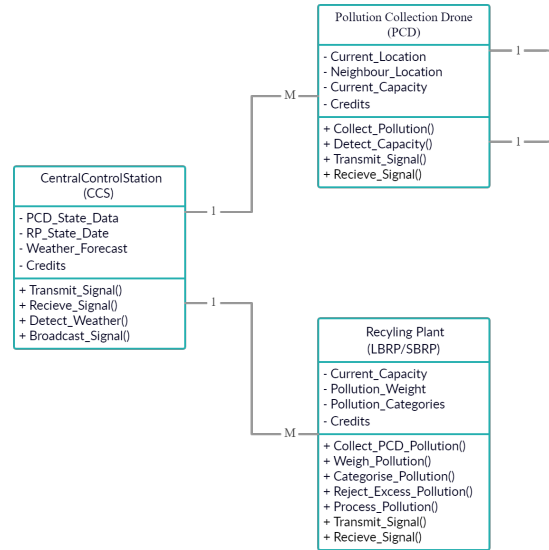 Pollution Collection Drone
(PCD)
- Current_Location
- Neighbour_Location
- Current_Capacity
- Credits
+ Collect_Pollution()
+ Detect_Capacity()
+ Transmit_Signal()
+ Recieve_Signal()
1
1
M
CentralControlStation
(CCS)
- PCD_State_Data
- RP_State_Date
- Weather_Forecast
- Credits
+ Transmit_Signal()
+ Recieve_Signal()
+ Detect_Weather()
+ Broadcast_Signal()
1
1
M
Recyling Plant
(LBRP/SBRP)
- Current_Capacity
- Pollution_Weight
- Pollution_Categories
- Credits
+ Collect_PCD_Pollution()
+ Weigh_Pollution()
+ Categorise_Pollution()
+ Reject_Excess_Pollution()
+ Process_Pollution()
+ Transmit_Signal()
+ Recieve_Signal()